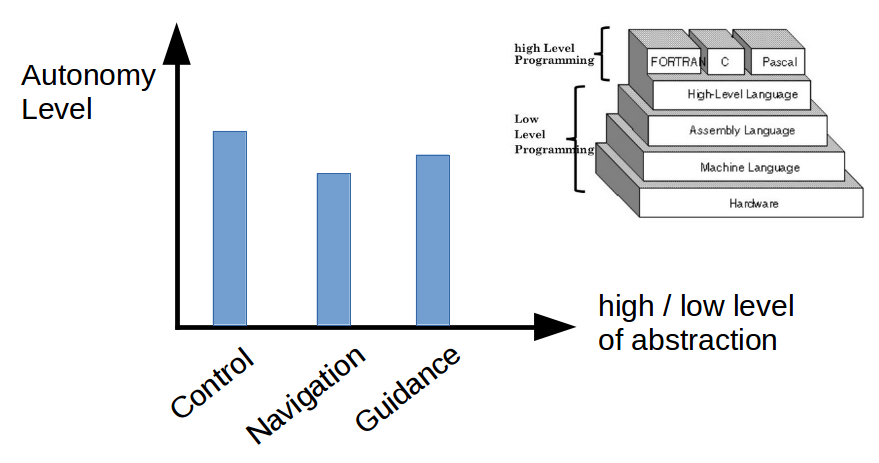 Autonomy
Level
Control
Navigation
Guidance
high / low level
of abstraction
high Level
Programming
Low
Level
Programming
FORTRAN
C
Pascal
High-Level Language
Assembly Language
Machine Language
Hardware